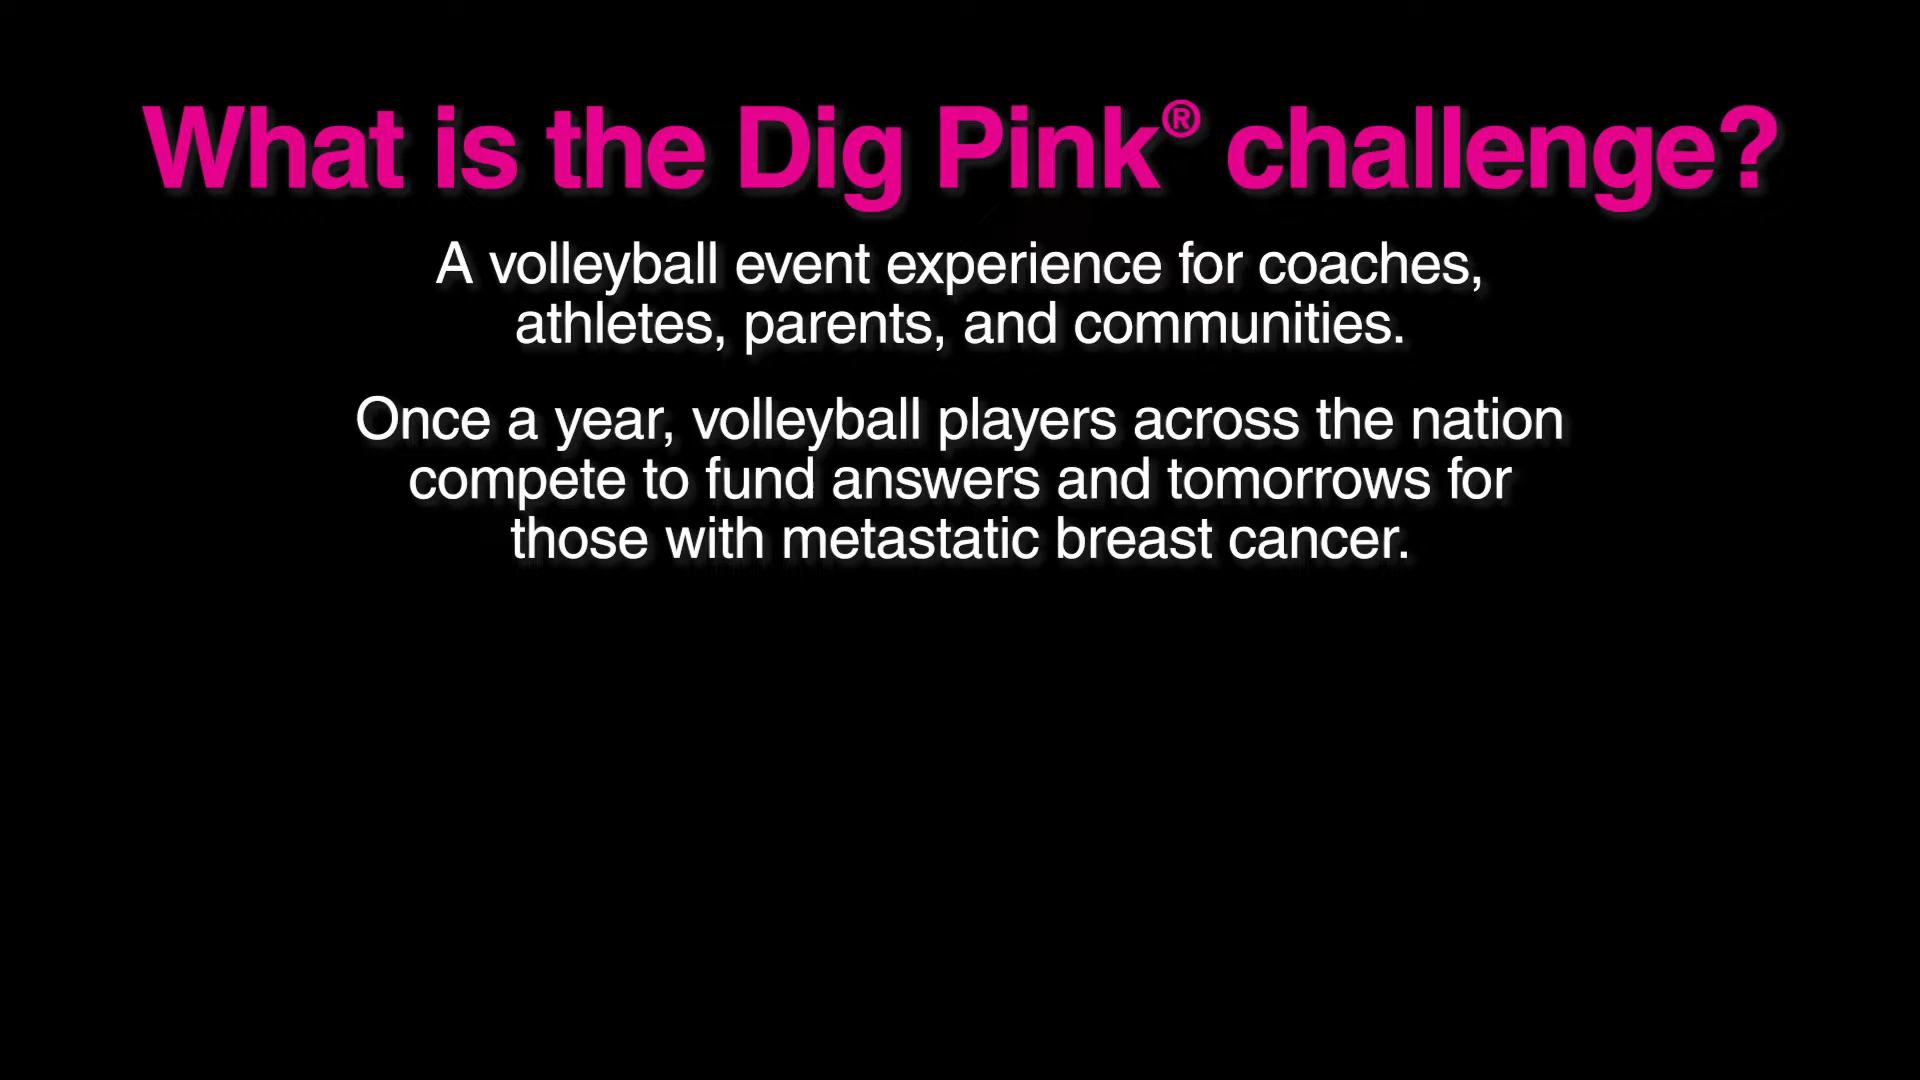 What is the Dig Pink® challenge?
A volleyball event experience for coaches,
athletes, parents, and communities.
Once a year, volleyball players across the nation
compete to fund answers and tomorrows for
those with metastatic breast cancer.